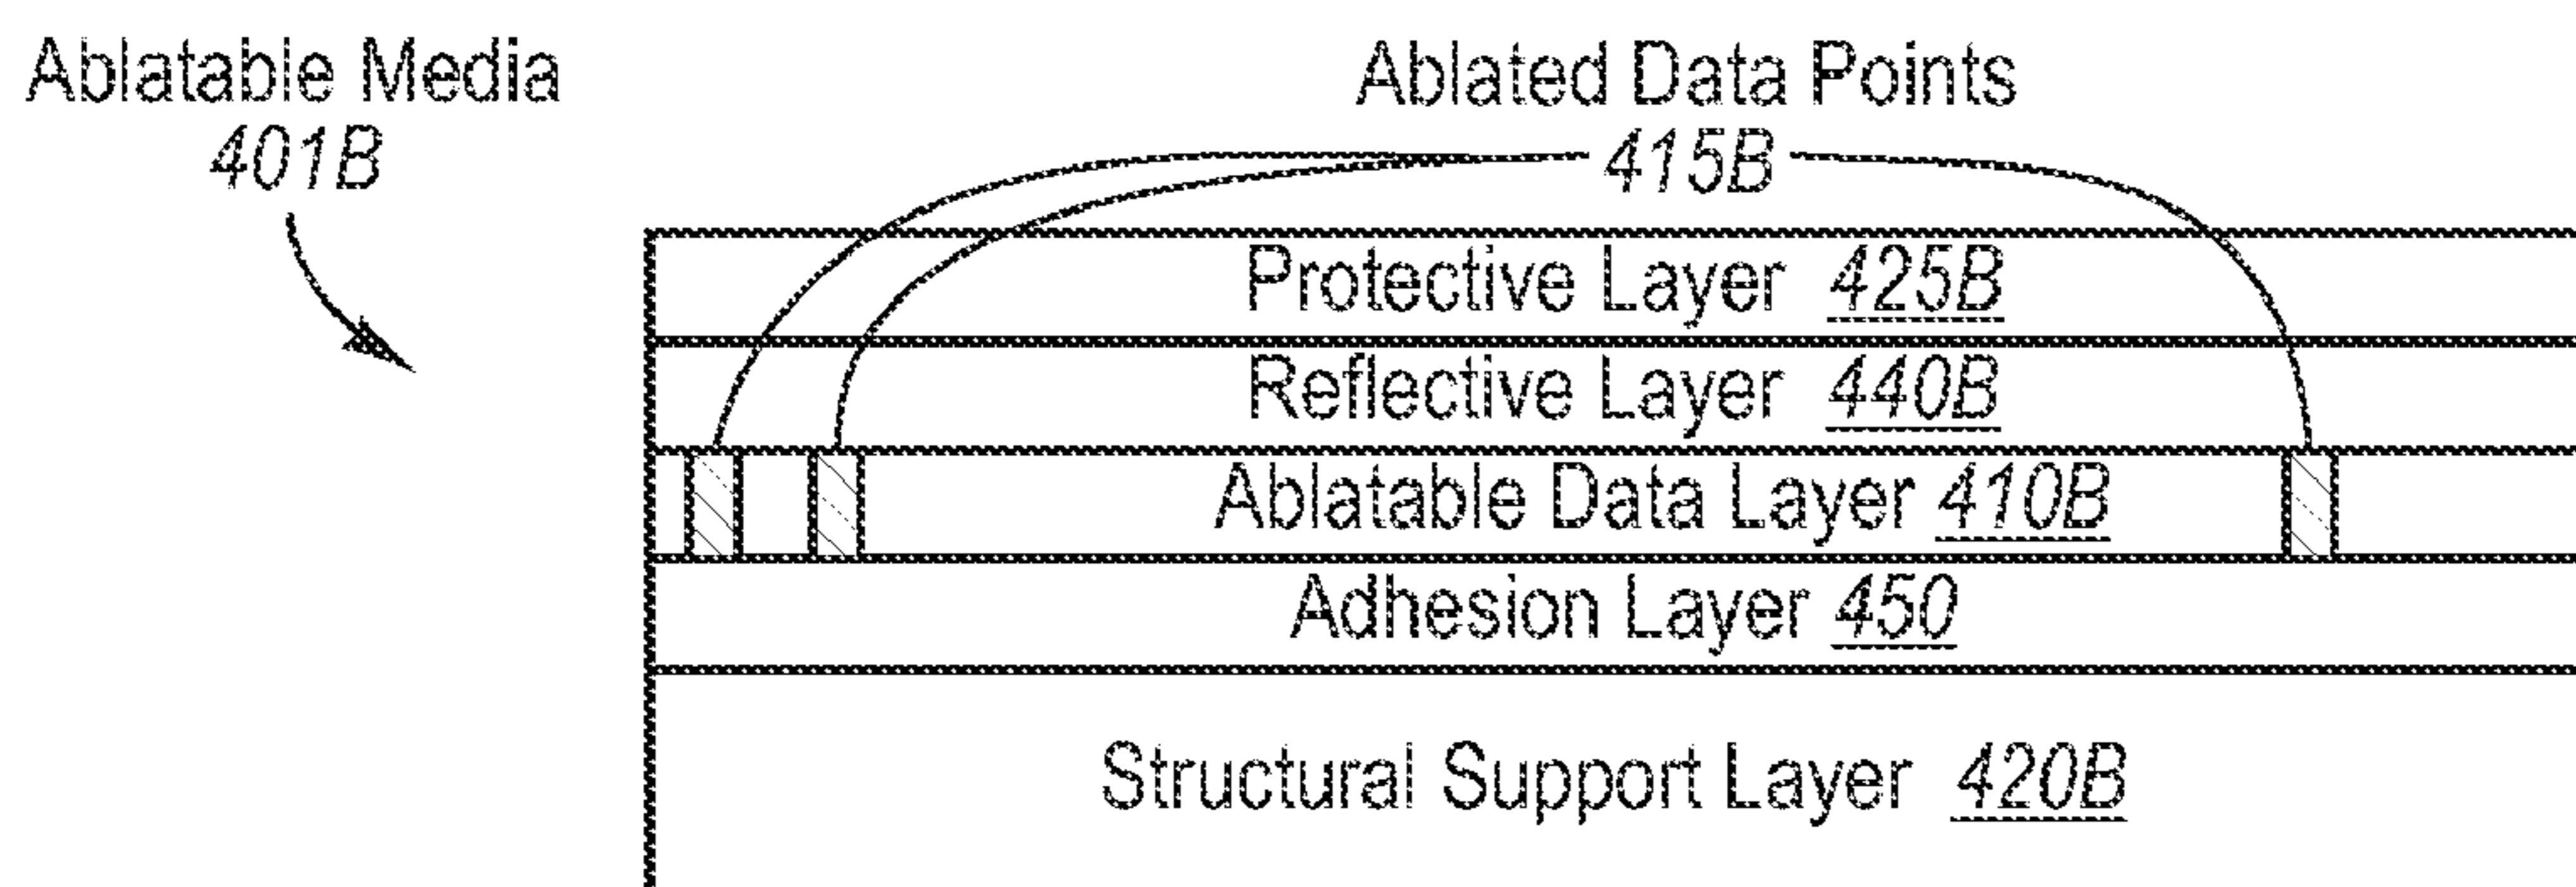 Ablatable Media
401B
Ablated Data Points
415B
Protective Layer 425B
Reflective Layer 440B
Ablatable Data Layer 410B
Adhesion Layer 450
Structural Support Layer 420B